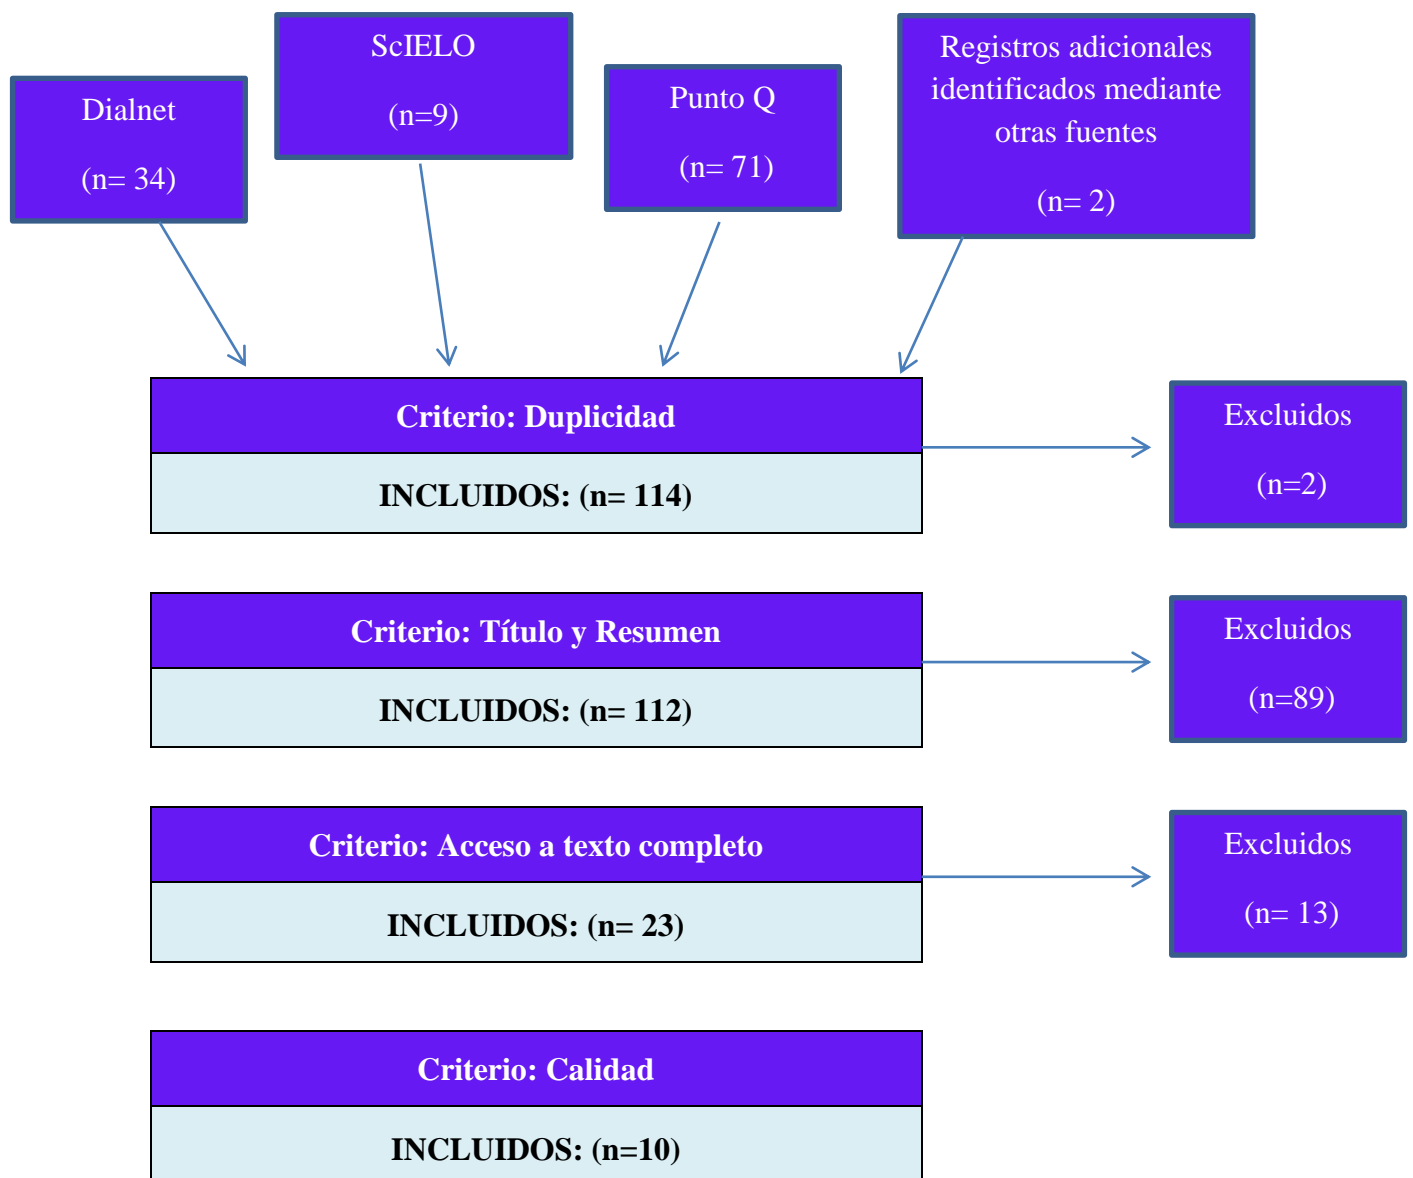 Dialnet
(n= 34)
ScIELO
(n=9)
Punto Q
(n= 71)
Registros adicionales
identificados mediante
otras fuentes
(n= 2)
Criterio: Duplicidad
INCLUIDOS: (n= 114)
Excluidos
(n=2)
Criterio: Título y Resumen
INCLUIDOS: (n= 112)
Excluidos
(n=89)
Criterio: Acceso a texto completo
INCLUIDOS: (n= 23)
Excluidos
(n= 13)
Criterio: Calidad
INCLUIDOS: (n=10)